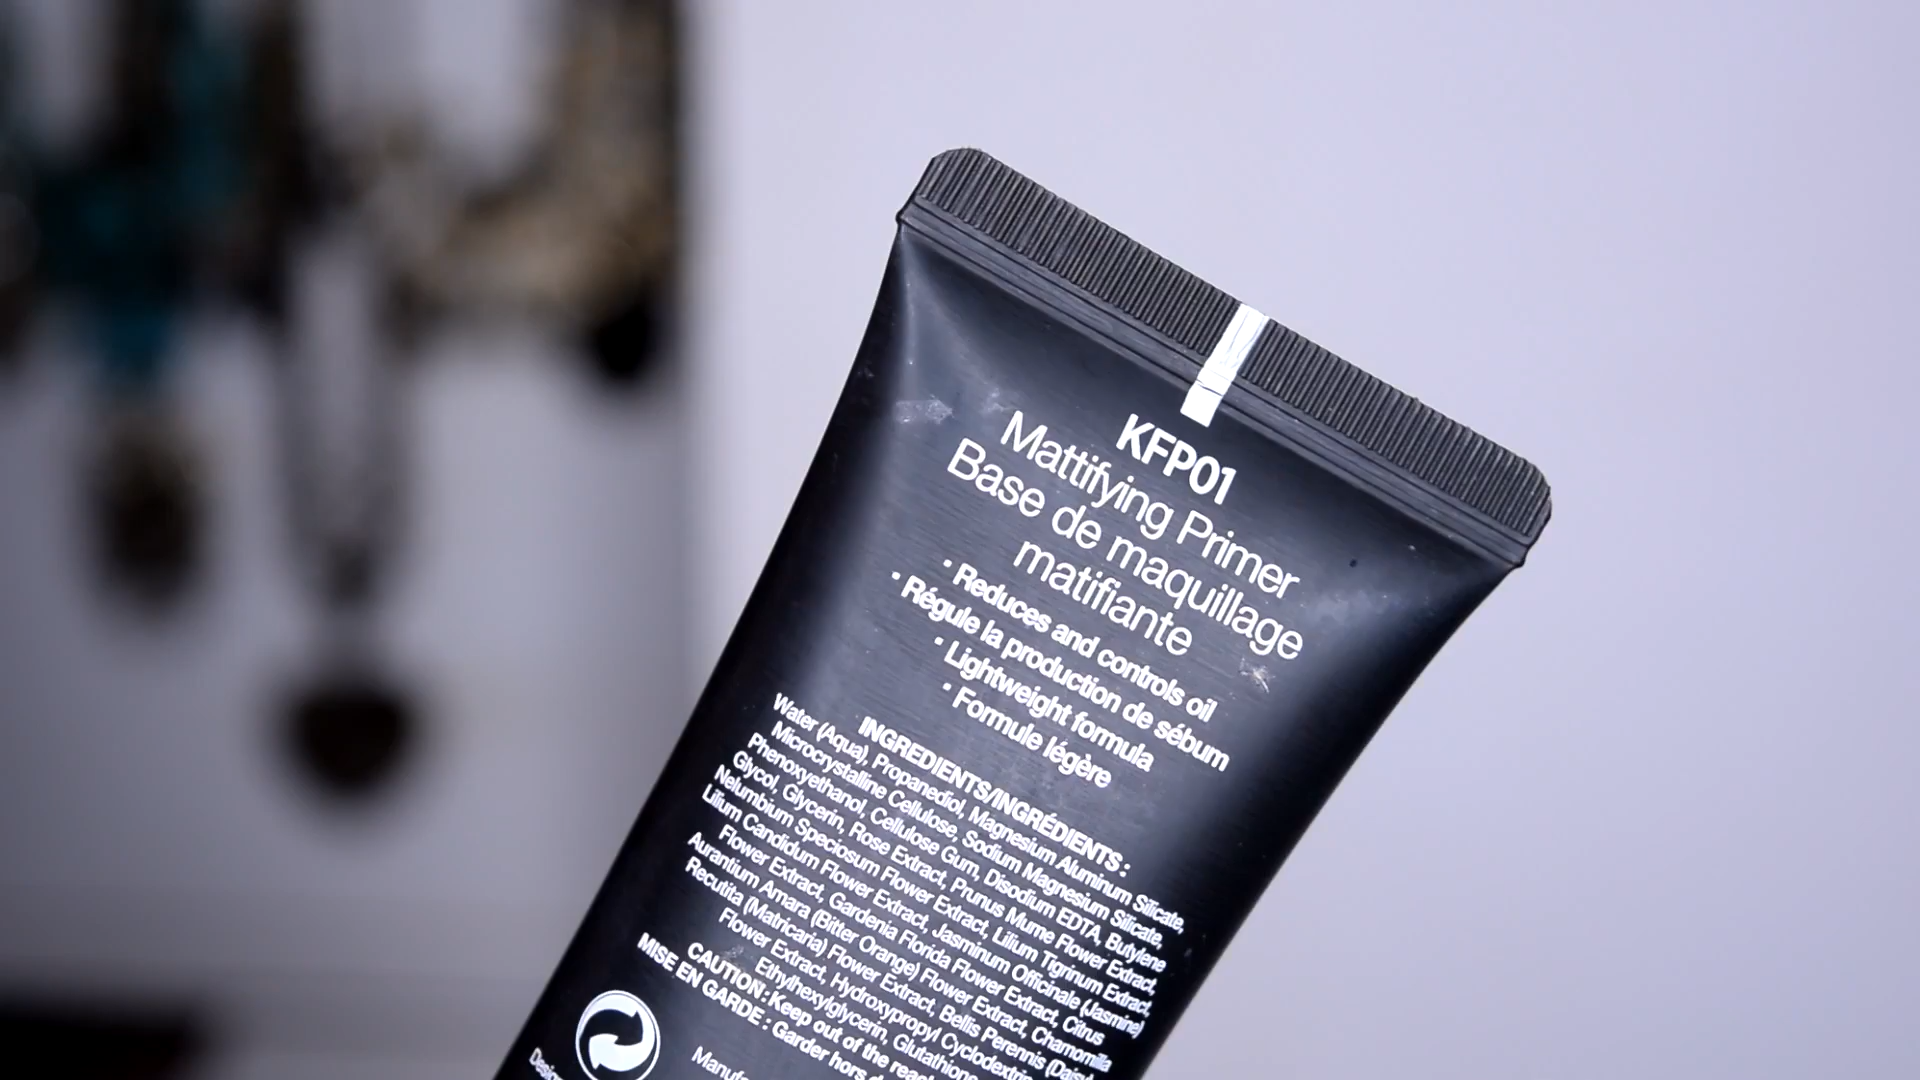 KFP01
Mattifying Primer
Base de maquillage
matifiante
· Reduces and controls oil
· Régule la production de sébum
· Lightweight formula
· Formule légère
INGREDIENTS/INGRÉDIENTS :
Water (Aqua), Propanediol, Magnesium Aluminum Silicate,
Microcrystalline Cellulose, Sodium Magnesium Silicate,
Phenoxyethanol, Cellulose Gum, Disodium EDTA, Butylene
Glycol, Glycerin, Rose Extract, Prunus Mume Flower Extract,
Nelumbium Speciosum Flower Extract, Lilium Tigrinum Extract,
Lilium Candidum Flower Extract, Jasminum Officinale (Jasmine)
Flower Extract, Gardenia Florida Flower Extract, Citrus
Aurantium Amara (Bitter Orange) Flower Extract, Chamomilla
Recutita (Matricaria) Flower Extract, Bellis Perennis (Daisy)
Flower Extract, Hydroxypropyl
Ethylhexylglycerin, Glutathione
CAUTION: Keep out of the
MISE EN GARDE : Garder hors